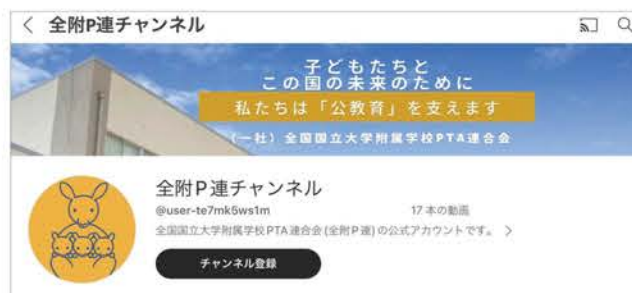 全附P連チャンネル
子どもたちと
この国の未来のために
私たちは「公教育」を支えます
(一社)全国国立大学附属学校PTA連合会
全附P連チャンネル
@user-te7mk5ws1m 17 本の動画
全国国立大学附属学校PTA連合会(全附P連)の公式アカウントです。
チャンネル登録